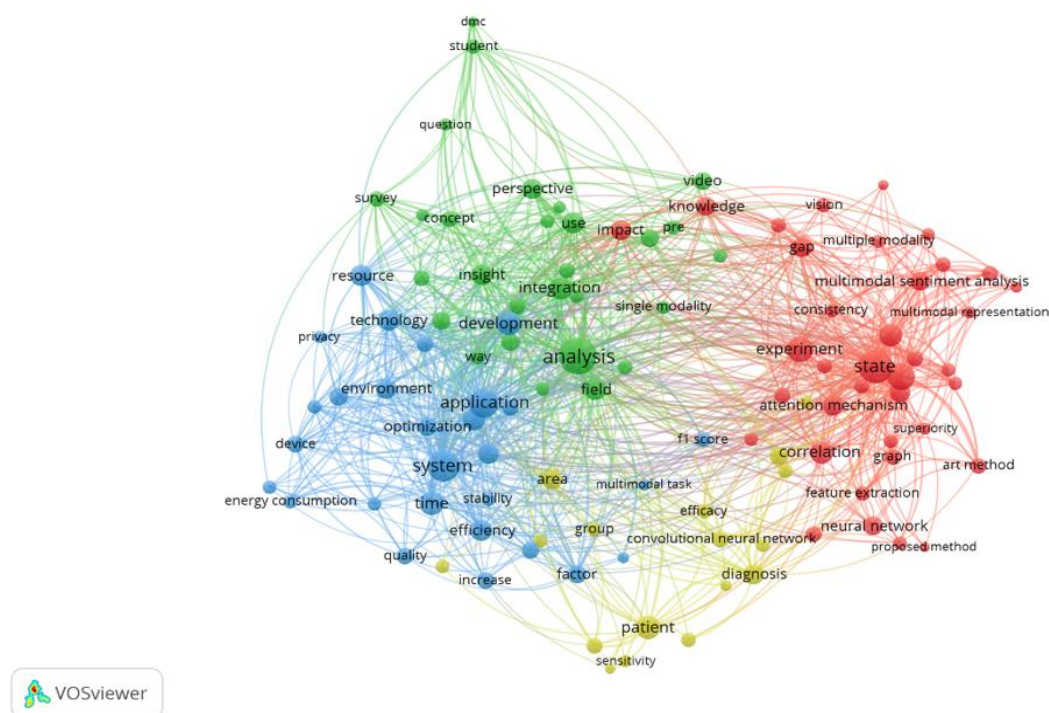 dmc
student
question
video
survey
perspective
knowledge
vision
concept
use
impact
pre
gap
multiple modality
resource
insight
integration
multimodal sentiment analysis
single modality
consistency
multimodal representation
technology
development
privacy
way
analysis
experiment
state
environment
field
application
attention mechanism
optimization
superiority
device
f1 score
system
correlation
graph
art method
area
multimodal task
energy consumption
time
stability
feature extraction
efficacy
efficiency
group
convolutional neural network
neural network
quality
proposed method
increase
factor
diagnosis
patient
sensitivity
VOSviewer